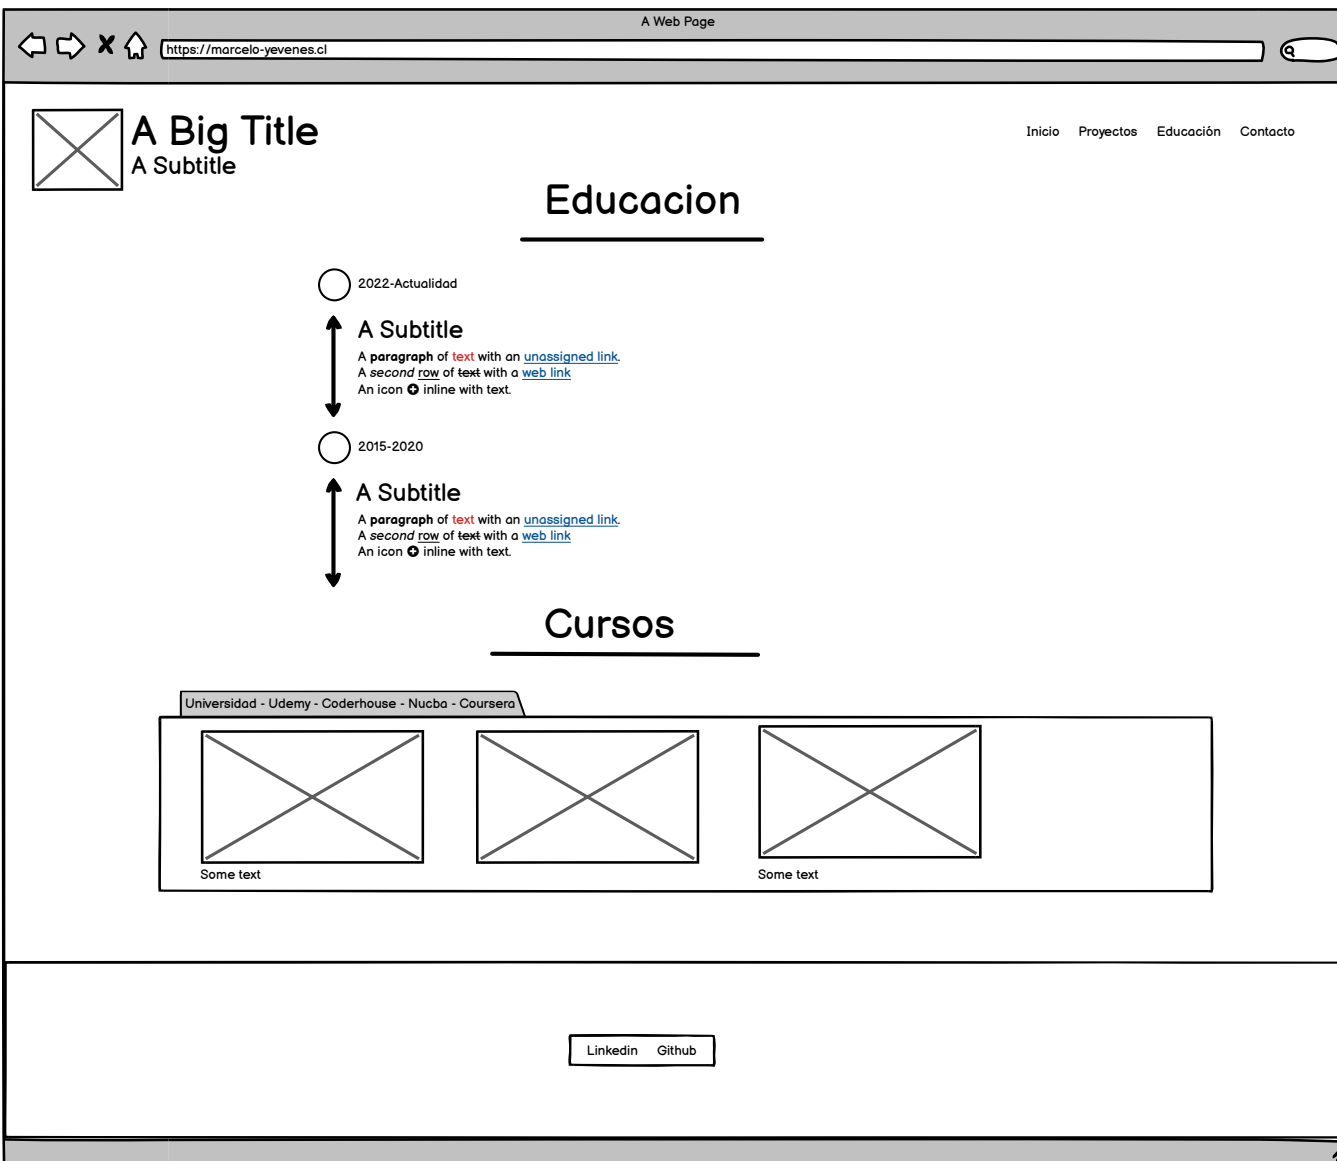 A Web Page
https://marcelo-yevenes.cl
A Big Title
A Subtitle
Inicio Proyectos Educación Contacto
Educacion
2022-Actualidad
A Subtitle
A paragraph of text with an unassigned link.
A second row of text with a web link
An icon inline with text.
2015-2020
A Subtitle
A paragraph of text with an unassigned link.
A second row of text with a web link
An icon inline with text.
Cursos
Universidad - Udemy - Coderhouse - Nucba - Coursera
Some text
Some text
Linkedin Github